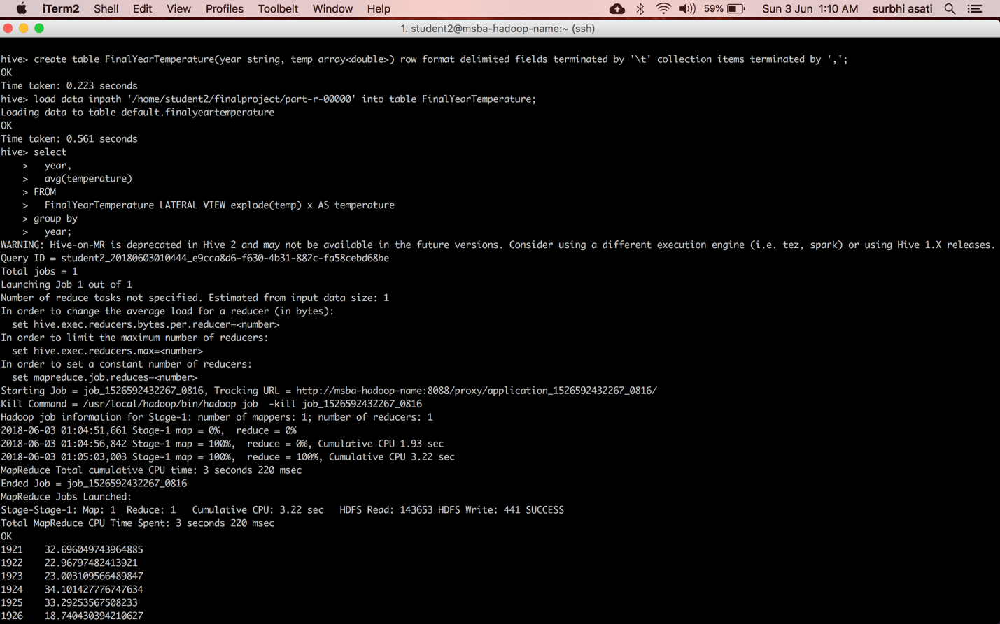 iTerm2 Shell Edit View Profiles Toolbelt Window Help 59% Sun 3 Jun 1:10 AM surbhi asati
1. student2@msba-hadoop-name:~ (ssh)
hive> create table FinalYearTemperature(year string, temp array<double>) row format delimited fields terminated by '\t' collection items terminated by ',';
OK
Time taken: 0.223 seconds
hive> load data inpath '/home/student2/finalproject/part-r-00000' into table FinalYearTemperature;
Loading data to table default.finalyeartemperature
OK
Time taken: 0.561 seconds
hive> select
    >   year,
    >   avg(temperature)
    > FROM
    >   FinalYearTemperature LATERAL VIEW explode(temp) x AS temperature
    > group by
    >   year;
WARNING: Hive-on-MR is deprecated in Hive 2 and may not be available in the future versions. Consider using a different execution engine (i.e. tez, spark) or using Hive 1.X releases.
Query ID = student2_20180603010444_e9cca8d6-f630-4b31-882c-fa58cebd68be
Total jobs = 1
Launching Job 1 out of 1
Number of reduce tasks not specified. Estimated from input data size: 1
In order to change the average load for a reducer (in bytes):
  set hive.exec.reducers.bytes.per.reducer=<number>
In order to limit the maximum number of reducers:
  set hive.exec.reducers.max=<number>
In order to set a constant number of reducers:
  set mapreduce.job.reduces=<number>
Starting Job = job_1526592432267_0816, Tracking URL = http://msba-hadoop-name:8088/proxy/application_1526592432267_0816/
Kill Command = /usr/local/hadoop/bin/hadoop job  -kill job_1526592432267_0816
Hadoop job information for Stage-1: number of mappers: 1; number of reducers: 1
2018-06-03 01:04:51,661 Stage-1 map = 0%,  reduce = 0%
2018-06-03 01:04:56,842 Stage-1 map = 100%,  reduce = 0%, Cumulative CPU 1.93 sec
2018-06-03 01:05:03,003 Stage-1 map = 100%,  reduce = 100%, Cumulative CPU 3.22 sec
MapReduce Total cumulative CPU time: 3 seconds 220 msec
Ended Job = job_1526592432267_0816
MapReduce Jobs Launched:
Stage-Stage-1: Map: 1  Reduce: 1   Cumulative CPU: 3.22 sec   HDFS Read: 143653 HDFS Write: 441 SUCCESS
Total MapReduce CPU Time Spent: 3 seconds 220 msec
OK
1921    32.696049743964885
1922    22.96797482413921
1923    23.003109566489847
1924    34.101427776747634
1925    33.29253567508233
1926    18.740430394210627